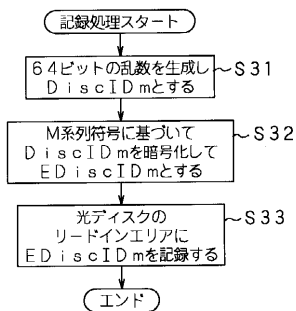 記録処理スタート
64ビットの乱数を生成し
DiscIDmとする
S31
M系列符号に基づいて
DiscIDmを暗号化して
EDiscIDmとする
S32
光ディスクの
リードインエリアに
EDiscIDmを記録する
S33
エンド